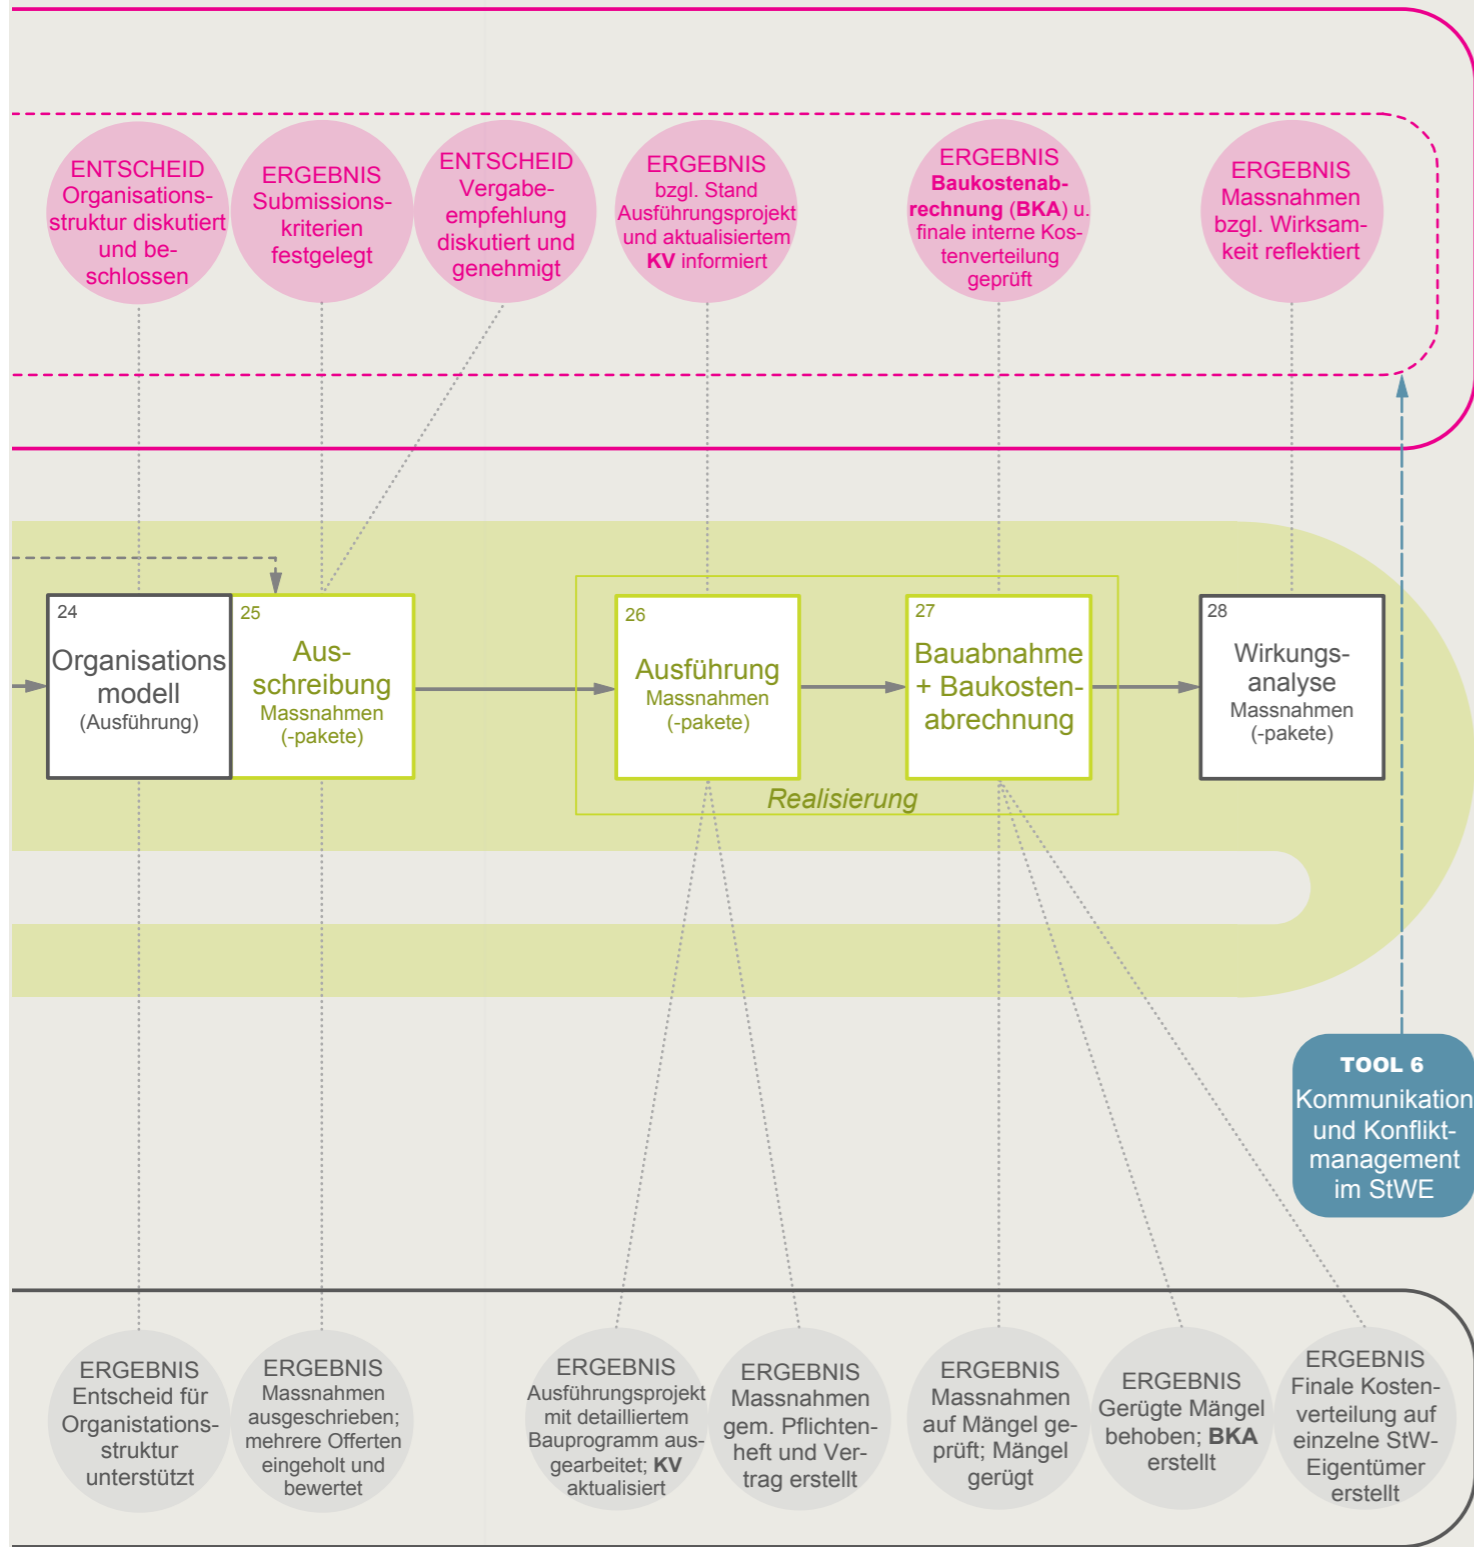 ENTSCHEID
Organisations-
struktur diskutiert
und be-
schlossen
ERGEBNIS
Submissions-
kriterien
festgelegt
ENTSCHEID
Vergabe-
empfehlung
diskutiert und
genehmigt
ERGEBNIS
bzgl. Stand
Ausführungsprojekt
und aktualisiertem
KV informiert
ERGEBNIS
Baukostenab-
rechnung (BKA) u.
finale interne Kos-
tenverteilung
geprüft
ERGEBNIS
Massnahmen
bzgl. Wirksam-
keit reflektiert
24
Organisations
modell
(Ausführung)
25
Aus-
schreibung
Massnahmen
(-pakete)
26
Ausführung
Massnahmen
(-pakete)
27
Bauabnahme
+ Baukosten-
abrechnung
Realisierung
28
Wirkungs-
analyse
Massnahmen
(-pakete)
TOOL 6
Kommunikation
und Konflikt-
management
im StWE
ERGEBNIS
Entscheid für
Organistations-
struktur
unterstützt
ERGEBNIS
Massnahmen
ausgeschrieben;
mehrere Offerten
eingeholt und
bewertet
ERGEBNIS
Ausführungsprojekt
mit detailliertem
Bauprogramm aus-
gearbeitet; KV
aktualisiert
ERGEBNIS
Massnahmen
gem. Pflichten-
heft und Ver-
trag erstellt
ERGEBNIS
Massnahmen
auf Mängel ge-
prüft; Mängel
gerügt
ERGEBNIS
Gerügte Mängel
behoben; BKA
erstellt
ERGEBNIS
Finale Kosten-
verteilung auf
einzelne StW-
Eigentümer
erstellt